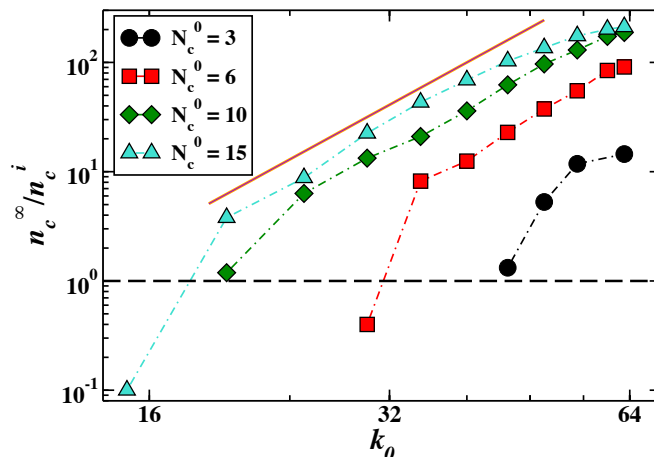 N_c^0 = 3
N_c^0 = 6
N_c^0 = 10
N_c^0 = 15
n_c^∞/n_c^i
10^2
10^1
10^0
10^-1
16 32 64
k_0